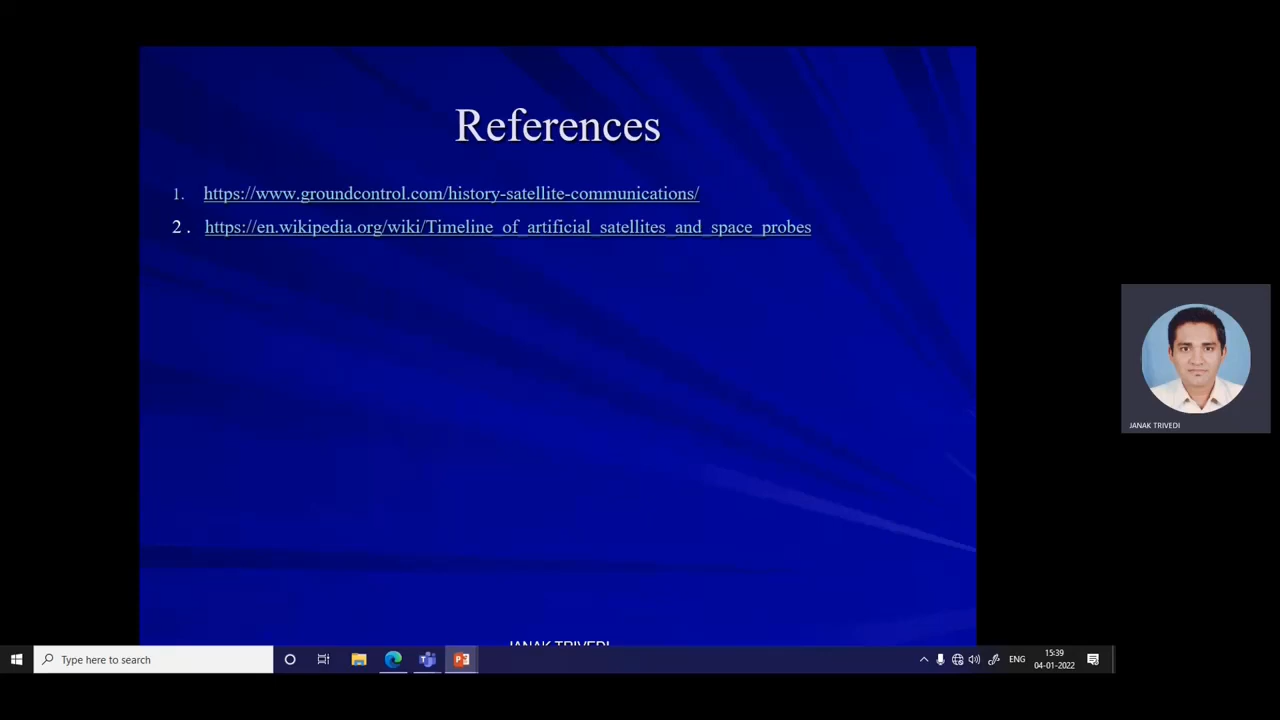 References
1. https://www.groundcontrol.com/history-satellite-communications/
2. https://en.wikipedia.org/wiki/Timeline_of_artificial_satellites_and_space_probes
JANAK TRIVEDI
JANAK TRIVEDI
Type here to search
ENG
15:39
04-01-2022